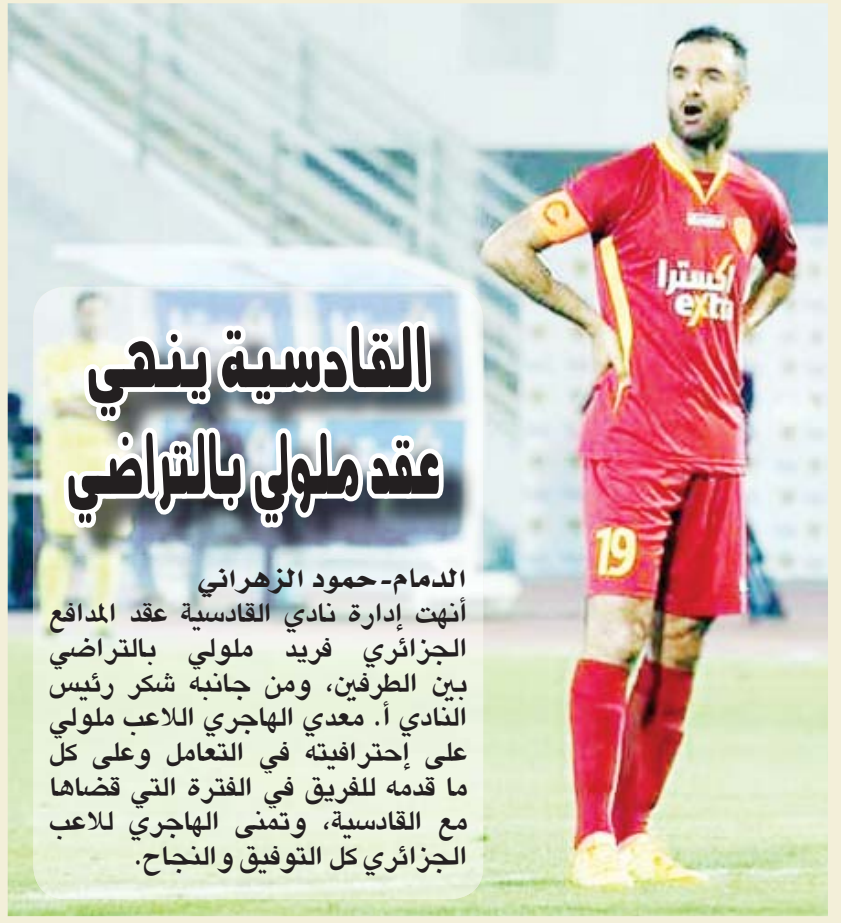 القادسية ينهي
عقد ملولي بالتراضي
الدمام-حمود الزهراني
أنهت إدارة نادي القادسية عقد المدافع
الجزائري فريد ملولي بالتراضي
بين الطرفين، ومن جانبه شكر رئيس
النادي أ. معدي الهاجري اللاعب ملولي
على إحترافيته في التعامل وعلى كل
ما قدمه للفريق في الفترة التي قضاها
مع القادسية، وتمنى الهاجري للاعب
الجزائري كل التوفيق والنجاح.
C
اكسترا
extra
19